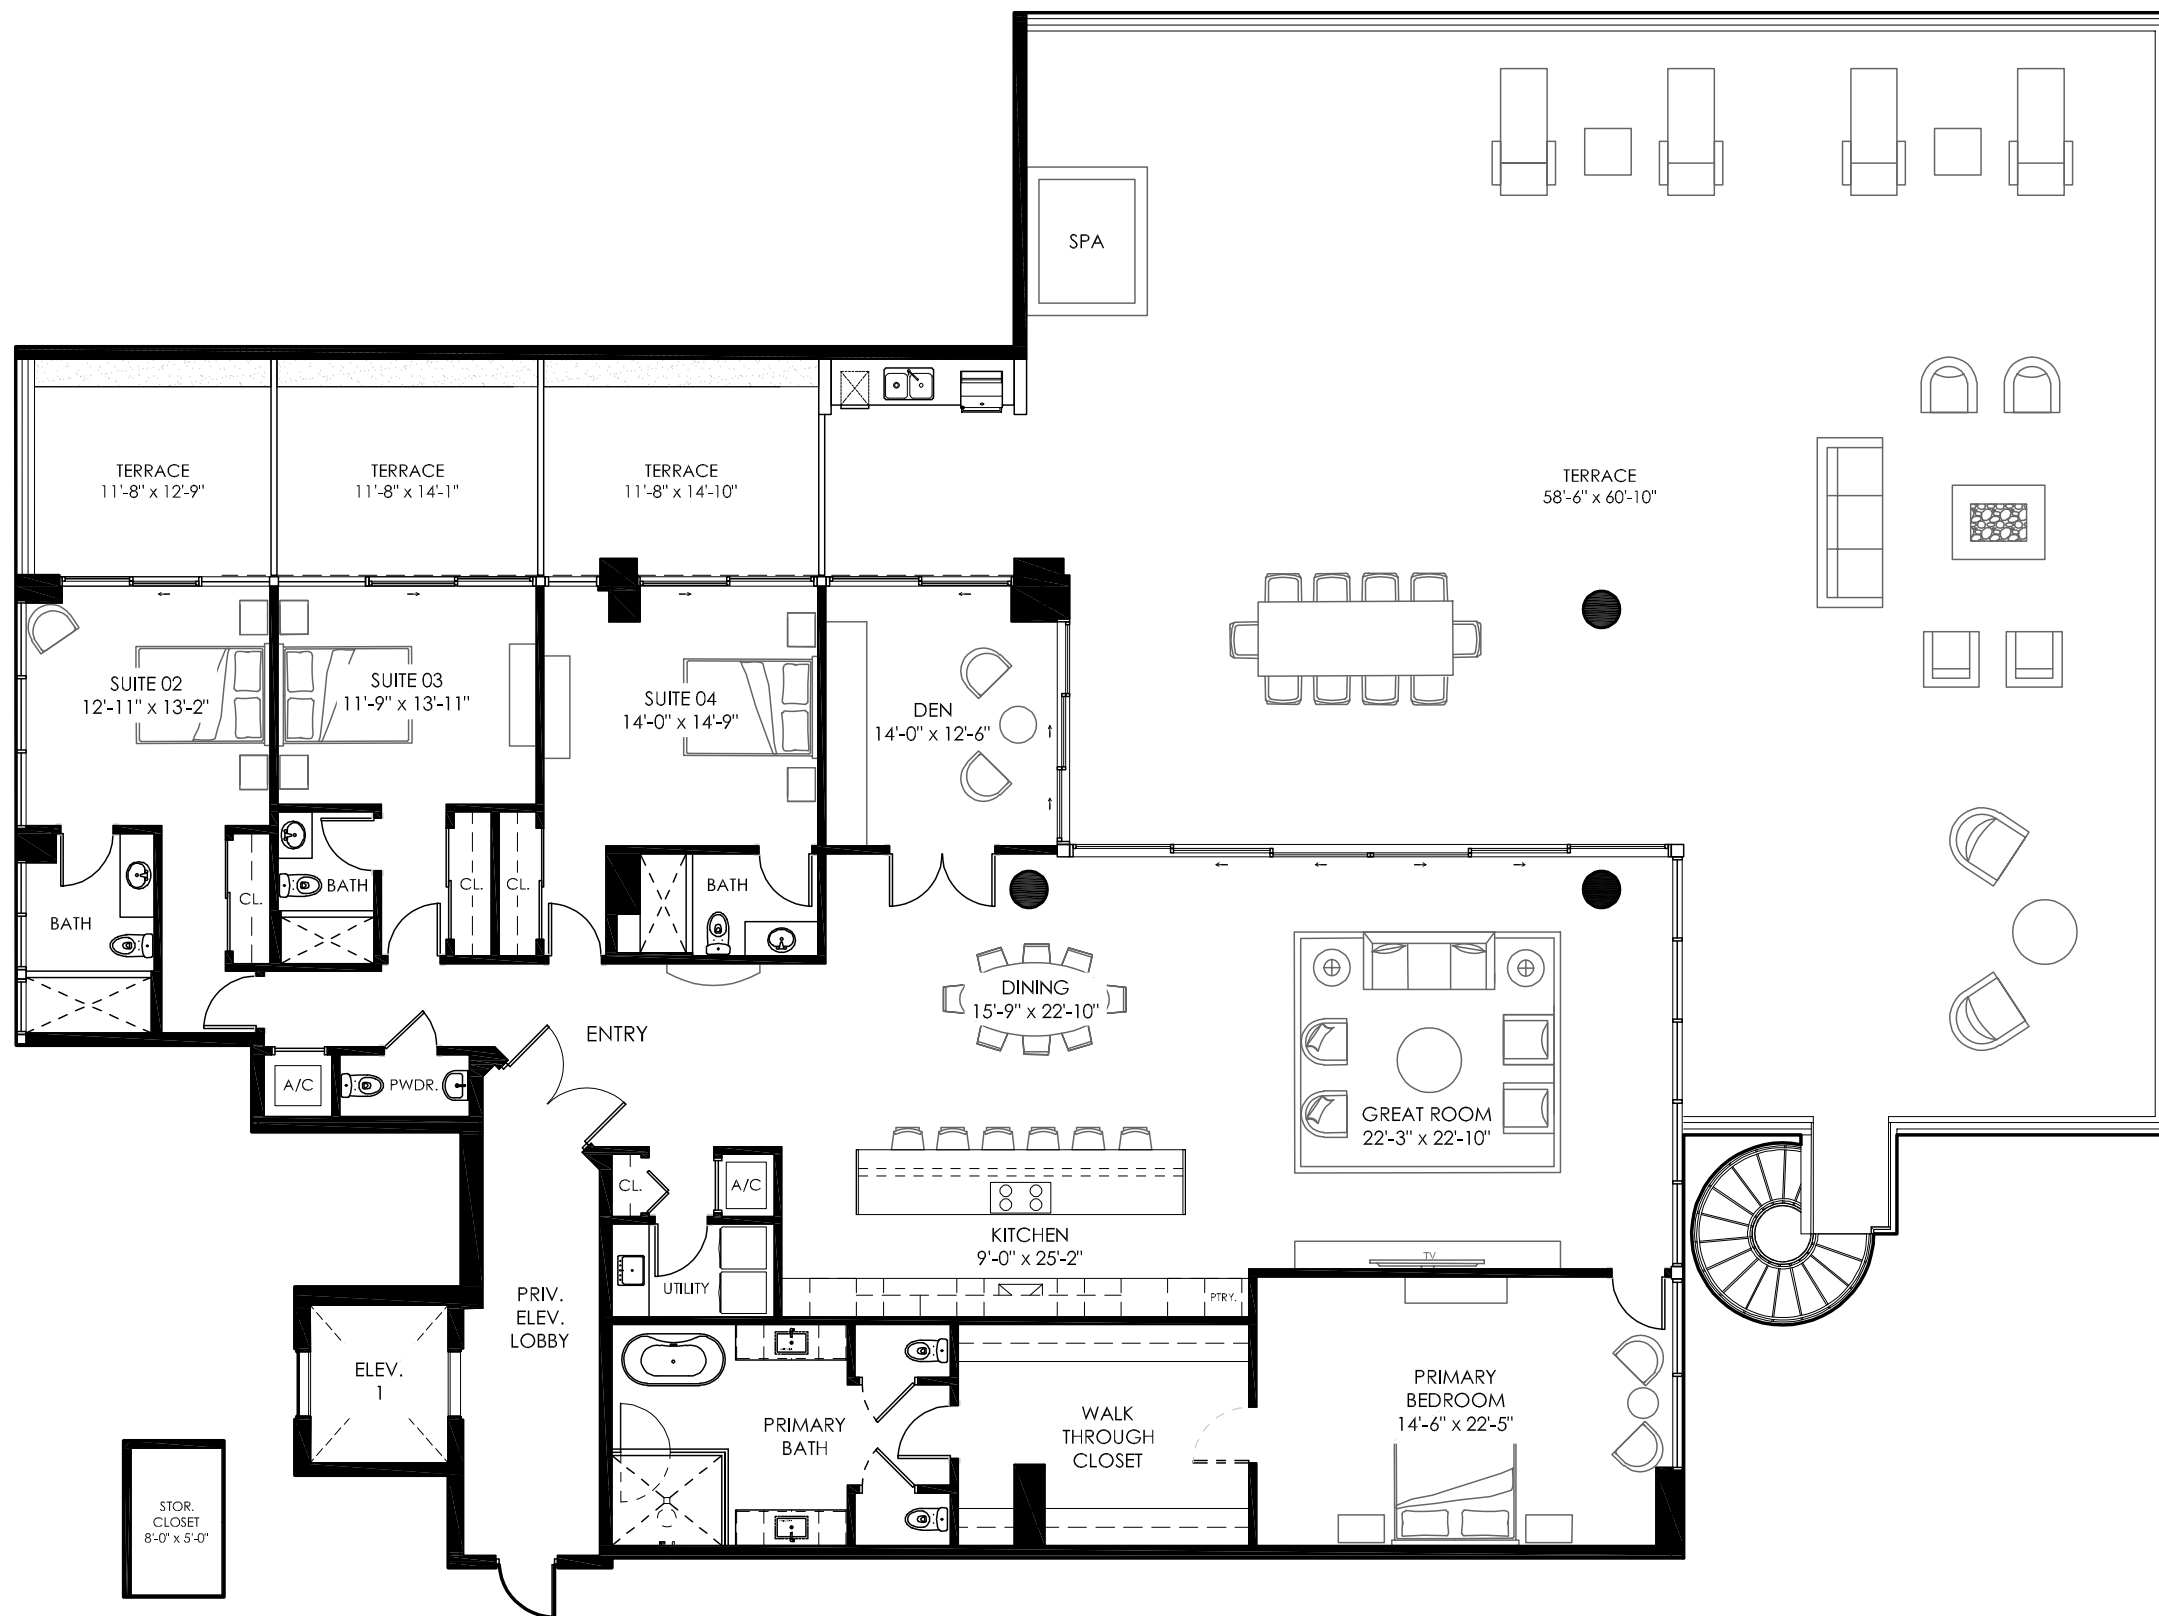 SPA
TERRACE
11'-8" x 12'-9"
TERRACE
11'-8" x 14'-1"
TERRACE
11'-8" x 14'-10"
TERRACE
58'-6" x 60'-10"
SUITE 02
12'-11" x 13'-2"
SUITE 03
11'-9" x 13'-11"
SUITE 04
14'-0" x 14'-9"
DEN
14'-0" x 12'-6"
BATH
CL.
BATH
CL.
CL.
BATH
DINING
15'-9" x 22'-10"
ENTRY
A/C
PWDR.
GREAT ROOM
22'-3" x 22'-10"
CL.
A/C
KITCHEN
9'-0" x 25'-2"
TV
UTILITY
PTRY.
PRIV.
ELEV.
LOBBY
ELEV.
1
PRIMARY
BATH
WALK
THROUGH
CLOSET
PRIMARY
BEDROOM
14'-6" x 22'-5"
STOR.
CLOSET
8'-0" x 5'-0"